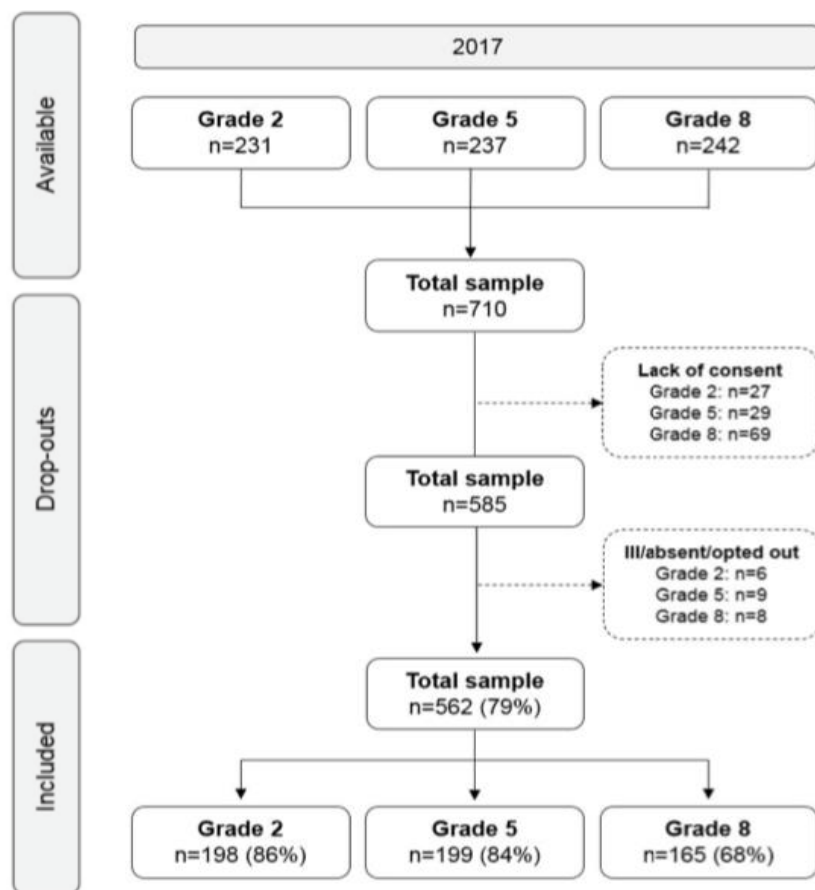 2017
Available
Grade 2
n=231
Grade 5
n=237
Grade 8
n=242
Total sample
n=710
Drop-outs
Lack of consent
Grade 2: n=27
Grade 5: n=29
Grade 8: n=69
Total sample
n=585
Ill/absent/opted out
Grade 2: n=6
Grade 5: n=9
Grade 8: n=8
Included
Total sample
n=562 (79%)
Grade 2
n=198 (86%)
Grade 5
n=199 (84%)
Grade 8
n=165 (68%)